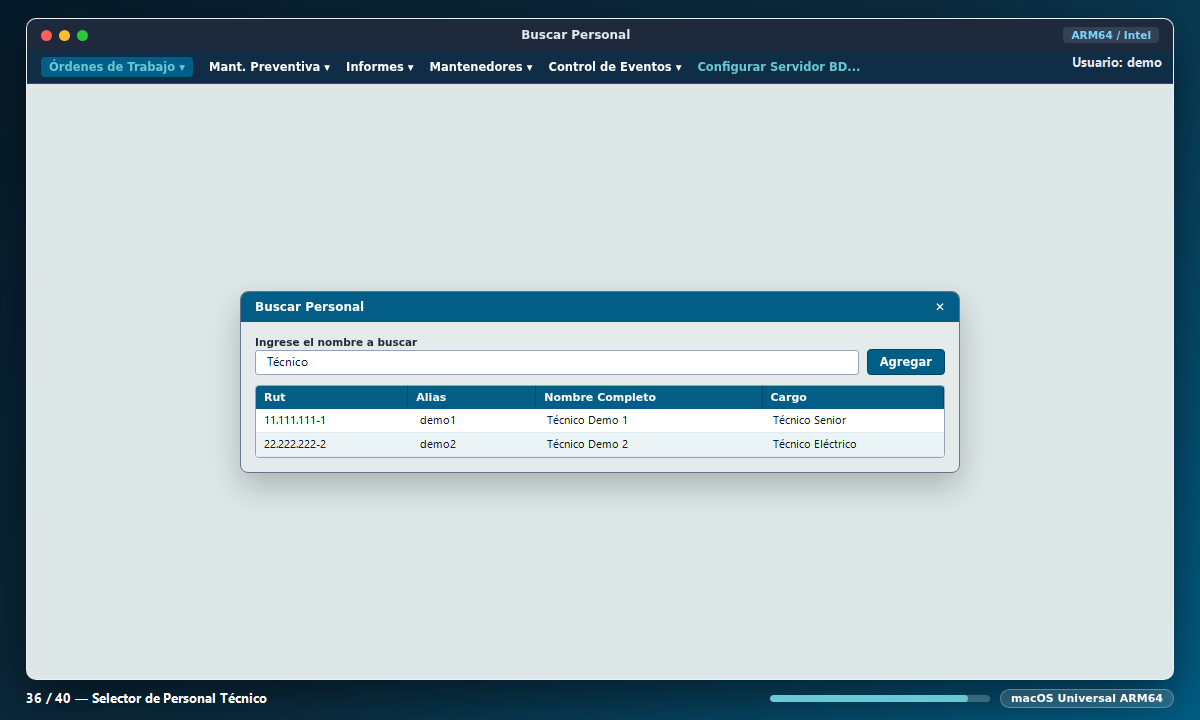 Buscar Personal
ARM64 / Intel
Órdenes de Trabajo ▾ Mant. Preventiva ▾ Informes ▾ Mantenedores ▾ Control de Eventos ▾ Configurar Servidor BD... Usuario: demo
Buscar Personal ×
Ingrese el nombre a buscar
Técnico Agregar
Rut Alias Nombre Completo Cargo
11.111.111-1 demo1 Técnico Demo 1 Técnico Senior
22.222.222-2 demo2 Técnico Demo 2 Técnico Eléctrico
36 / 40 — Selector de Personal Técnico macOS Universal ARM64